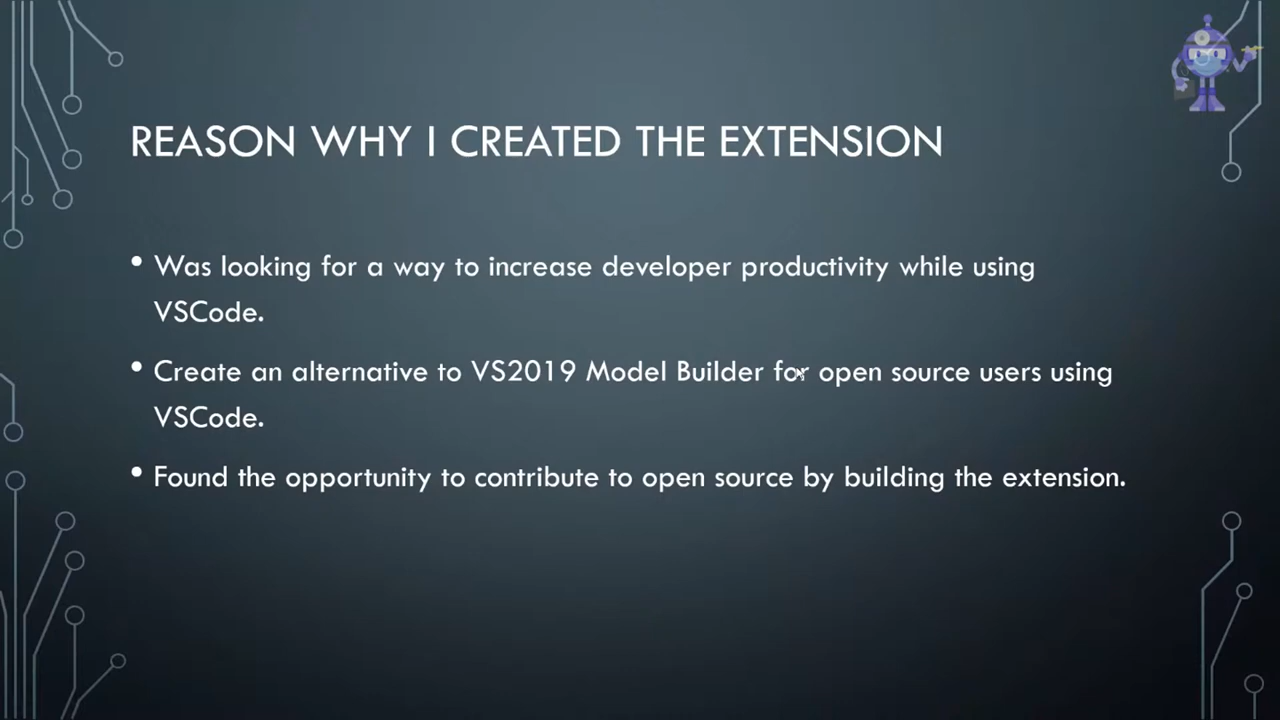 REASON WHY I CREATED THE EXTENSION
• Was looking for a way to increase developer productivity while using
VSCode.
• Create an alternative to VS2019 Model Builder for open source users using
VSCode.
• Found the opportunity to contribute to open source by building the extension.